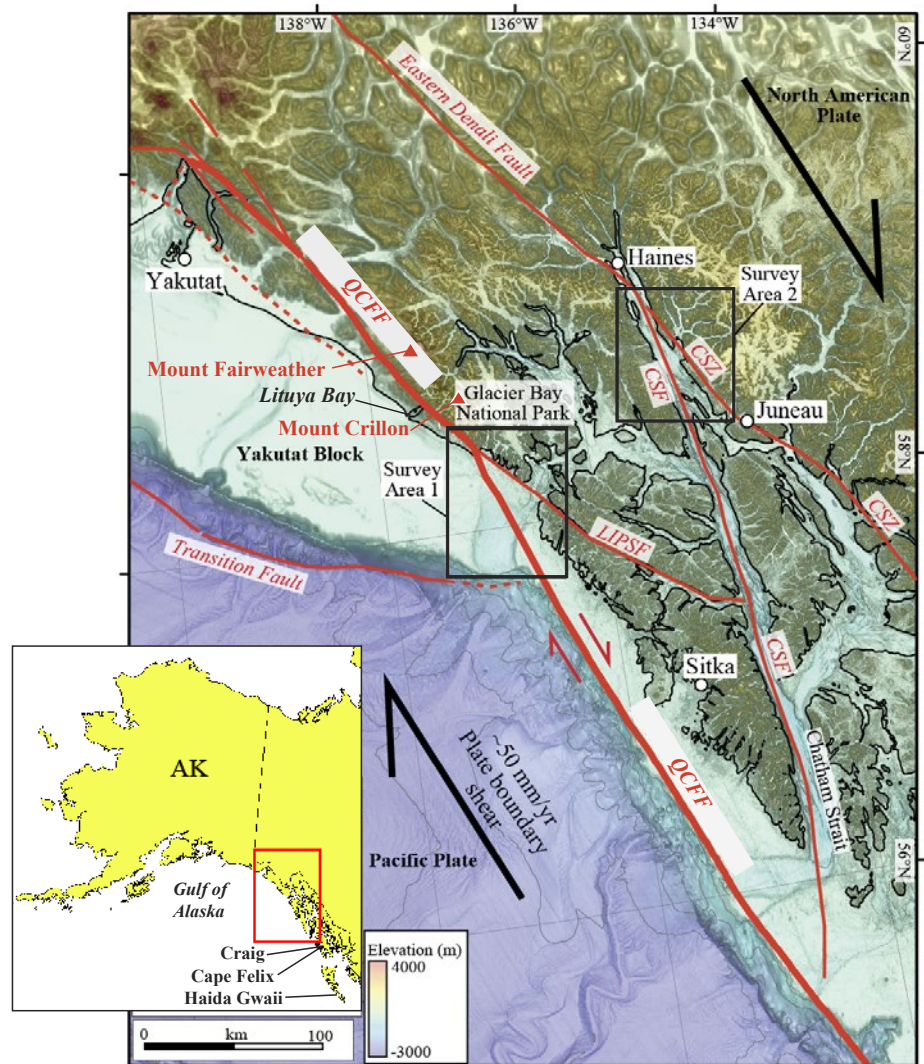 138°W
136°W
134°W
60°N
Eastern Denali Fault
North American
Plate
Haines
Yakutat
QCFF
Survey
Area 2
Mount Fairweather
CSZ
CSF
Lituya Bay
Glacier Bay
National Park
Mount Crillon
Juneau
Yakutat Block
58°N
Survey
Area 1
CSZ
LIPSF
Transition Fault
Sitka
CSF
~50 mm/yr
Plate boundary
shear
QCFF
Chatham Strait
AK
Pacific Plate
56°N
Gulf of
Alaska
Craig
Cape Felix
Haida Gwaii
Elevation (m)
4000
-3000
0
km
100